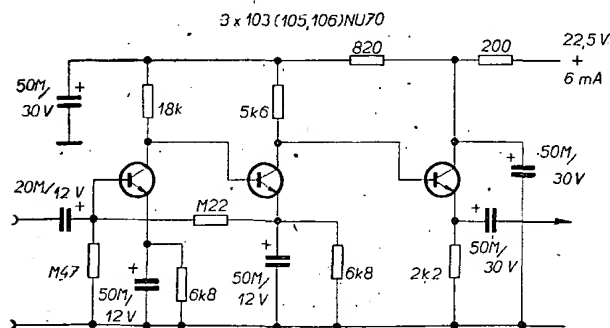 3 x 103 (105,106) NU70
820
200
22,5 V
+
6 mA
50M/
30 V
+
18k
5k6
50M/
30 V
+
20M/
12 V
+
M22
M47
+
50M/
12 V
6k8
+
50M/
12 V
6k8
2k2
+
50M/
30 V